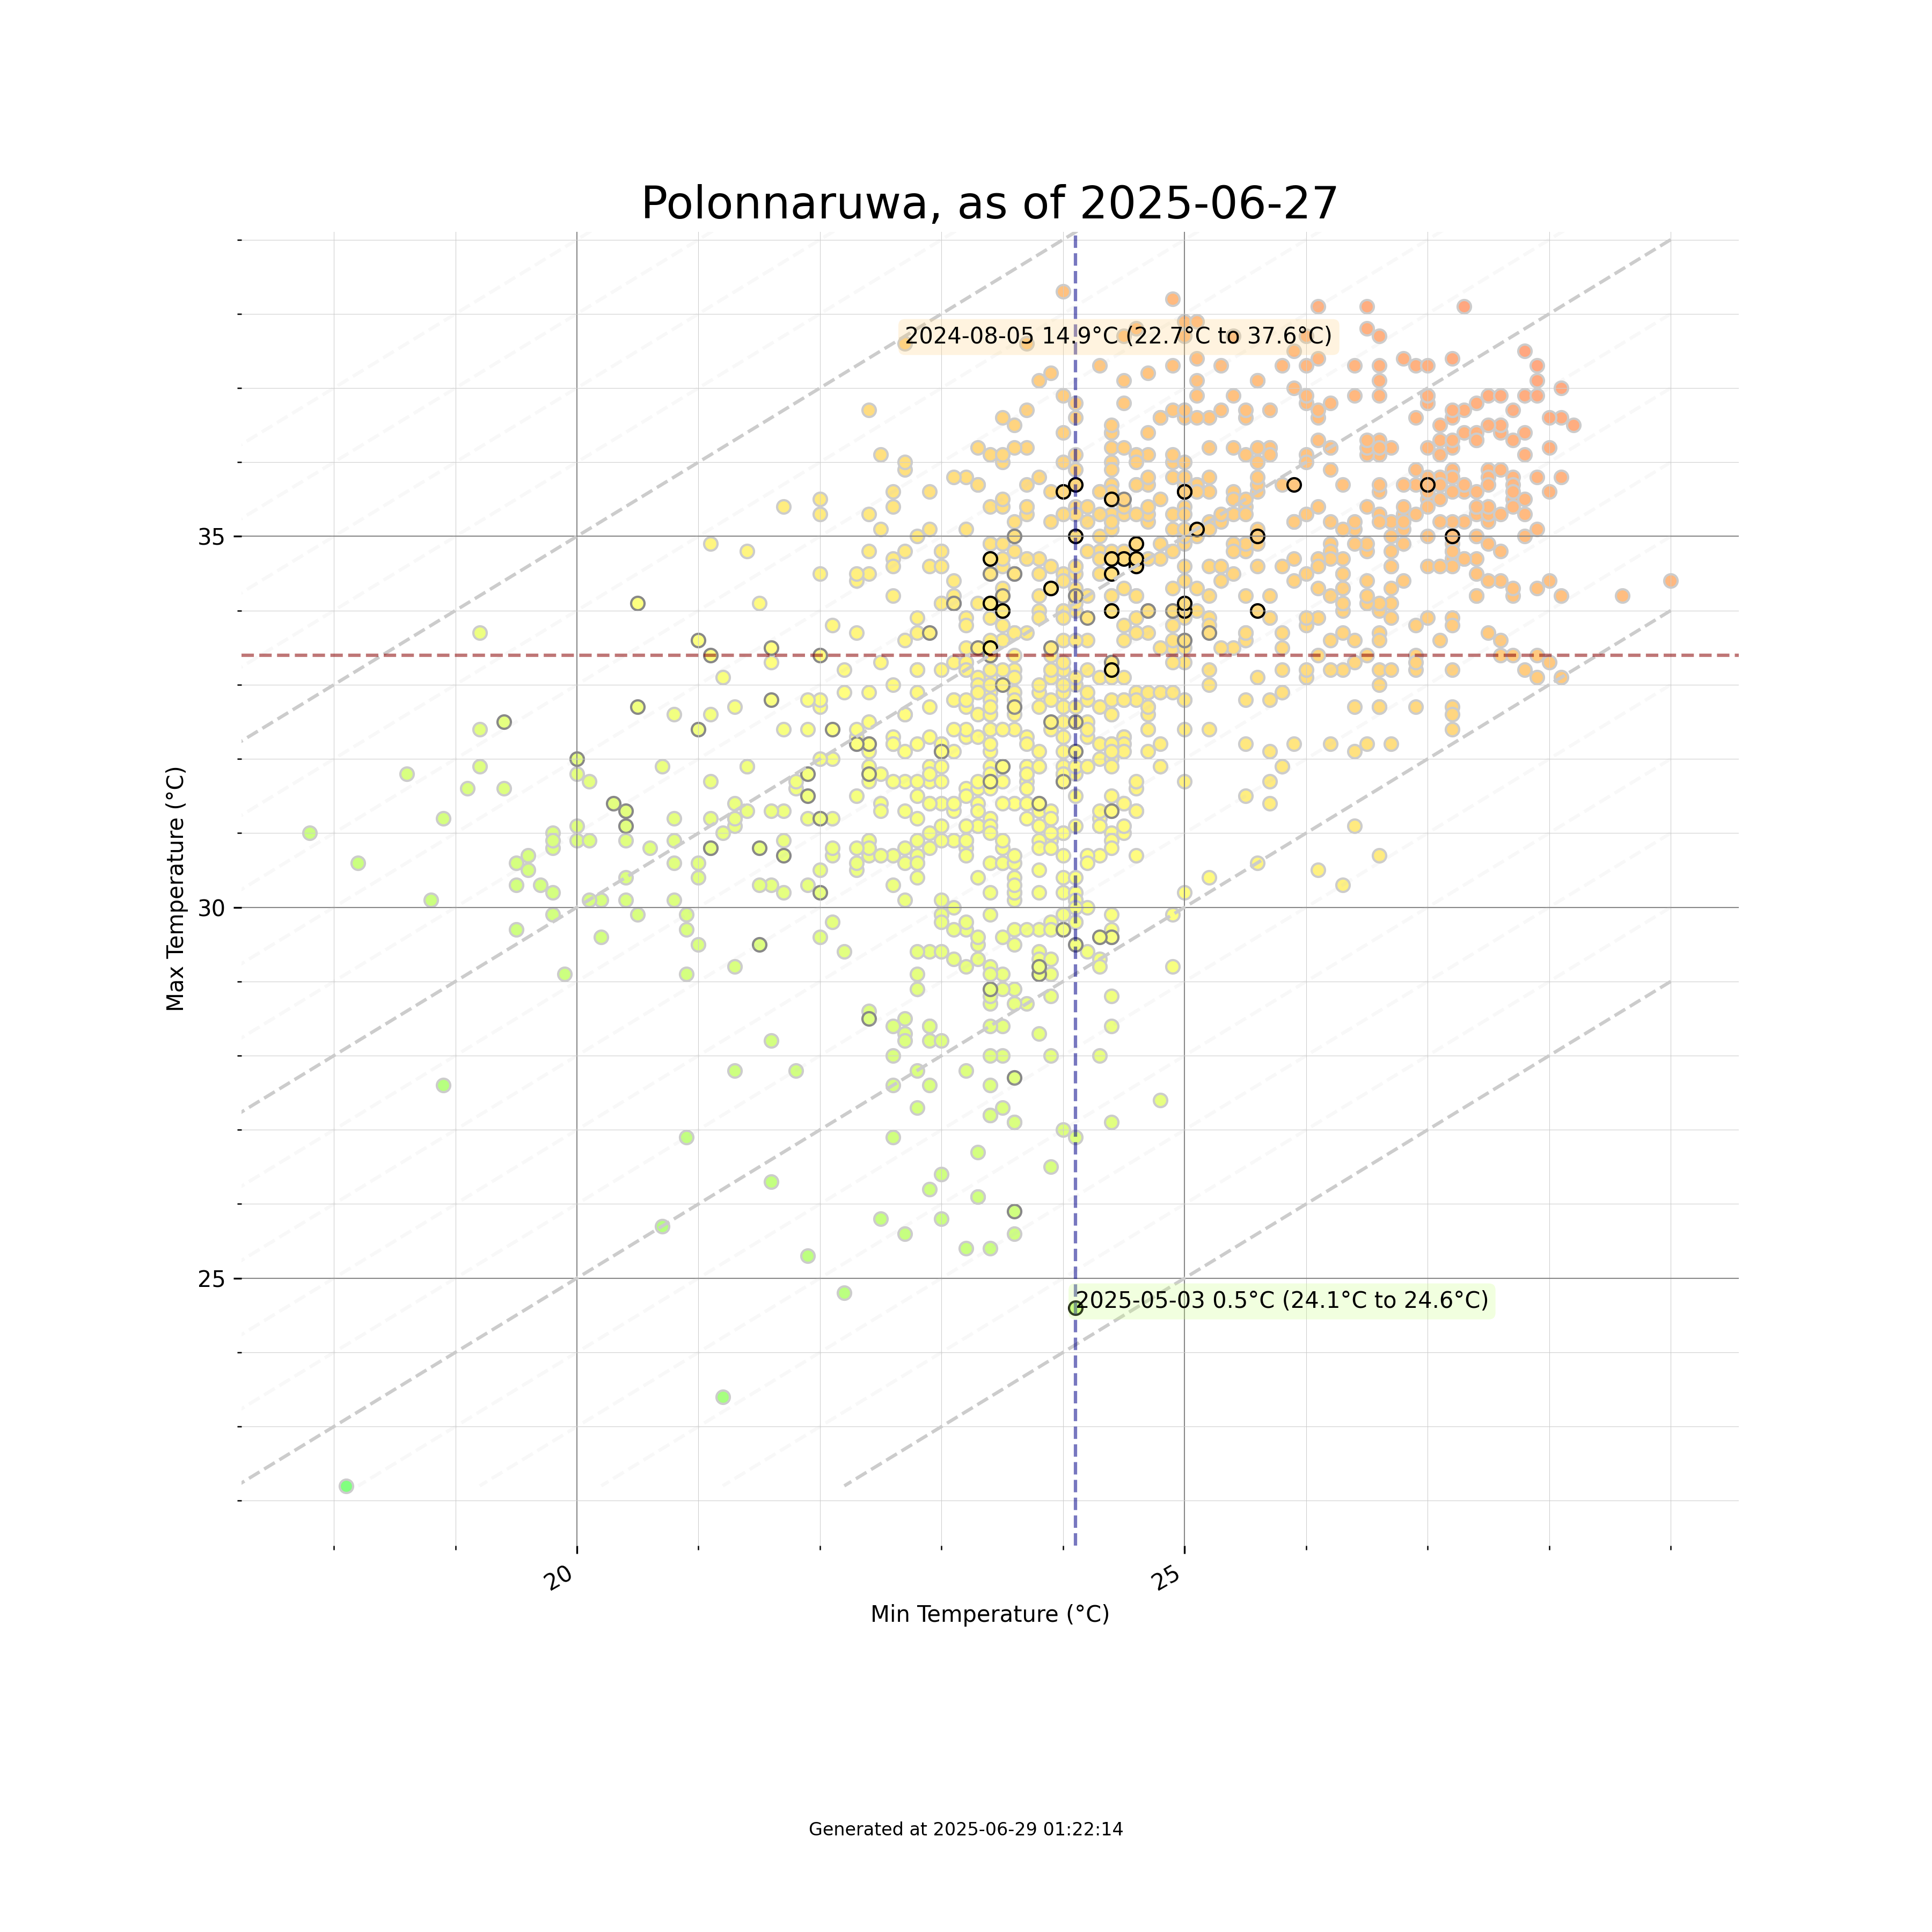 Polonnaruwa, as of 2025-06-27
2024-08-05 14.9°C (22.7°C to 37.6°C)
35
30
25
Max Temperature (°C)
2025-05-03 0.5°C (24.1°C to 24.6°C)
20
25
Min Temperature (°C)
Generated at 2025-06-29 01:22:14